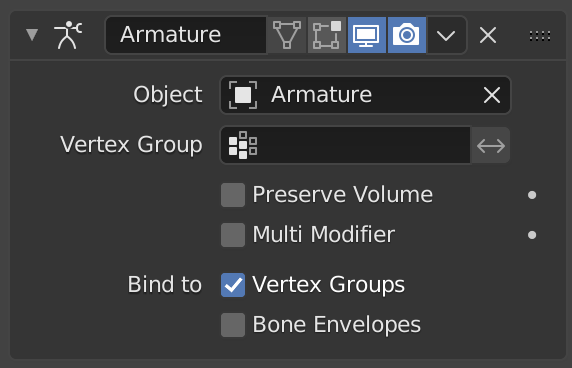 Armature
Object Armature
Vertex Group
Preserve Volume
Multi Modifier
Bind to Vertex Groups
Bone Envelopes